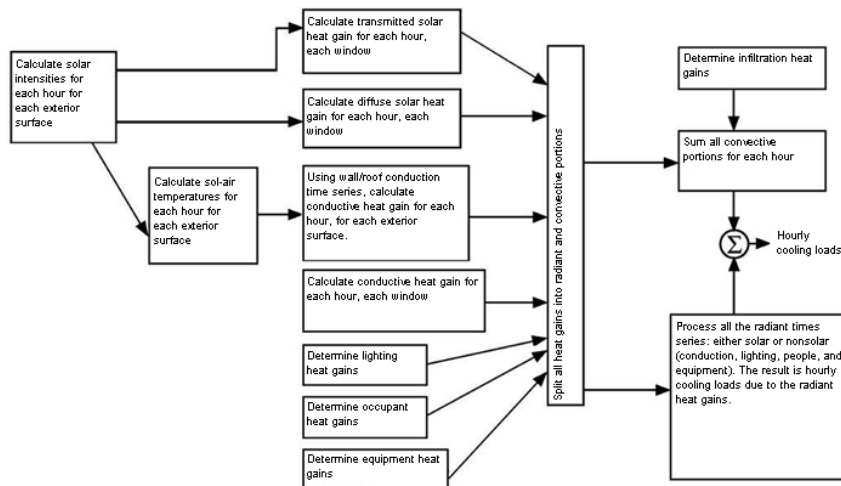 Calculate solar
intensities for
each hour for
each exterior
surface
Calculate transmitted solar
heat gain for each hour,
each window
Calculate diffuse solar heat
gain for each hour, each
window
Calculate sol-air
temperatures for
each hour for
each exterior
surface
Using wall/roof conduction
time series, calculate
conductive heat gain for each
hour, for each exterior
surface.
Calculate conductive heat gain for
each hour, each window
Determine lighting
heat gains
Determine occupant
heat gains
Determine equipment heat
gains
Split all heat gains into radiant and convective portions
Determine infiltration heat
gains
Sum all convective
portions for each hour
Σ
Hourly
cooling loads
Process all the radiant times
series: either solar or nonsolar
(conduction, lighting, people, and
equipment). The result is hourly
cooling loads due to the radiant
heat gains.